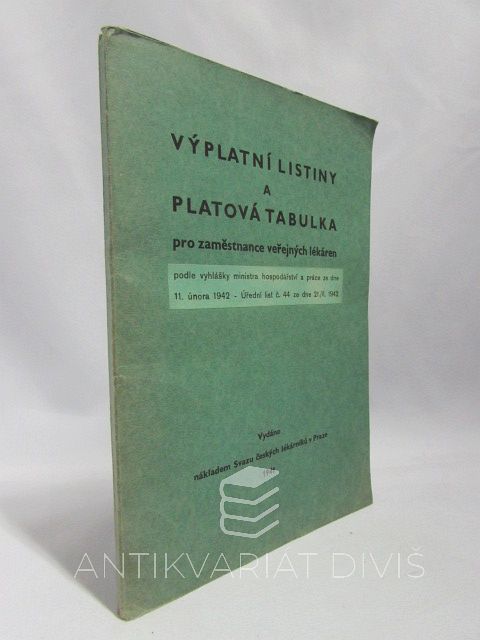 VÝPLATNÍ LISTINY
A
PLATOVÁ TABULKA
pro zaměstnance veřejných lékáren
podle vyhlášky ministra hospodářství a práce ze dne
11. února 1942 - Úřední list č. 44 ze dne 21./II. 1942
Vydáno
nákladem Svazu českých lékárníků v Praze
ANTIKVARIÁT DIVIŠ